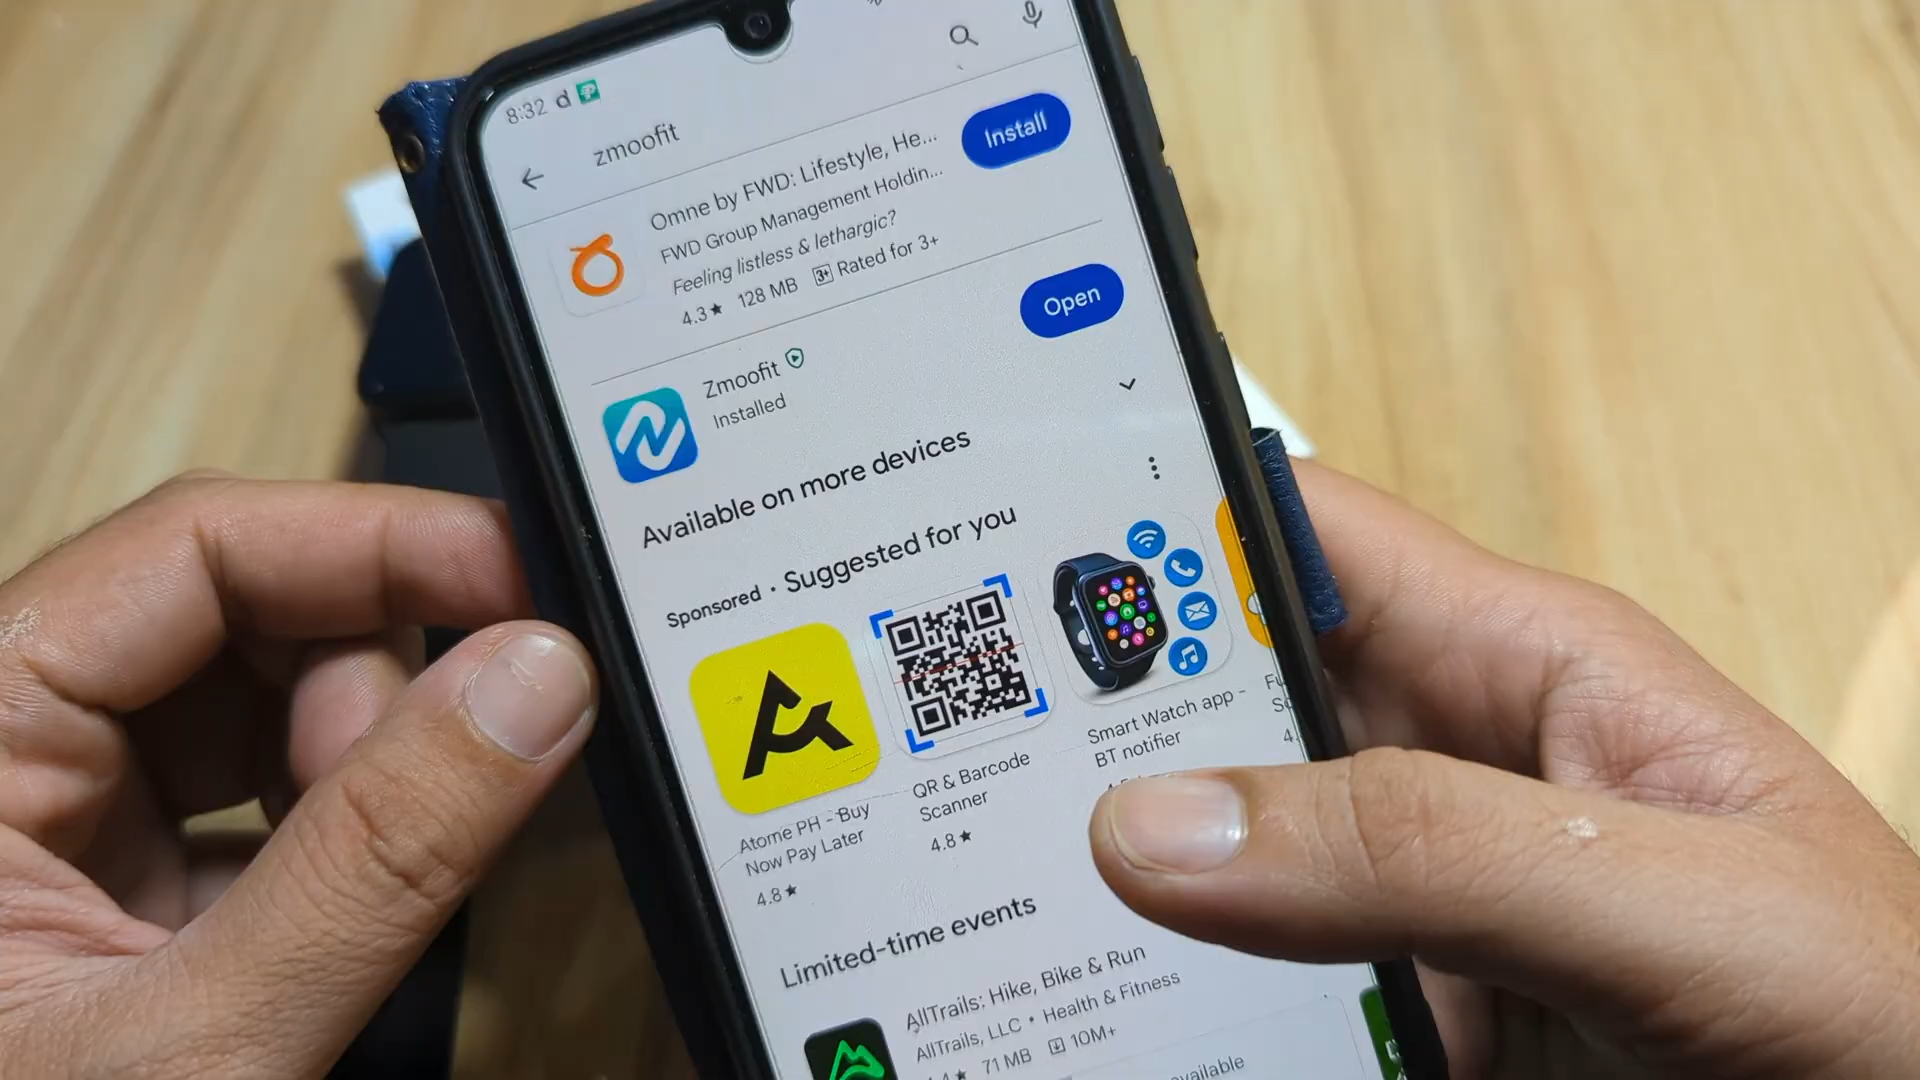 8:32 d
zmoofit
Omne by FWD: Lifestyle, He...
FWD Group Management Holdin...
Feeling listless & lethargic?
4.3★ 128 MB 3+ Rated for 3+
Install
Zmoofit
Installed
Open
Available on more devices
Sponsored · Suggested for you
Atome PH - Buy
Now Pay Later
4.8★
QR & Barcode
Scanner
4.8★
Smart Watch app -
BT notifier
Limited-time events
AllTrails: Hike, Bike & Run
AllTrails, LLC • Health & Fitness
71 MB 10M+